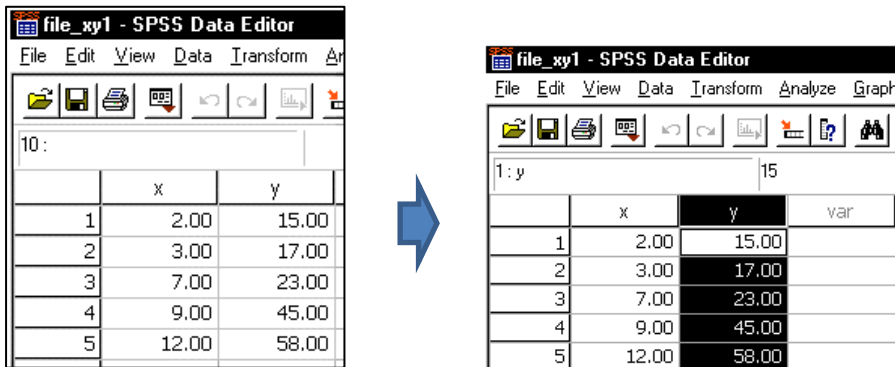 file_xy1 - SPSS Data Editor
File Edit View Data Transform
10 :
x y
1 2.00 15.00
2 3.00 17.00
3 7.00 23.00
4 9.00 45.00
5 12.00 58.00
file_xy1 - SPSS Data Editor
File Edit View Data Transform Analyze Graph
1 : y 15
x y var
1 2.00 15.00
2 3.00 17.00
3 7.00 23.00
4 9.00 45.00
5 12.00 58.00